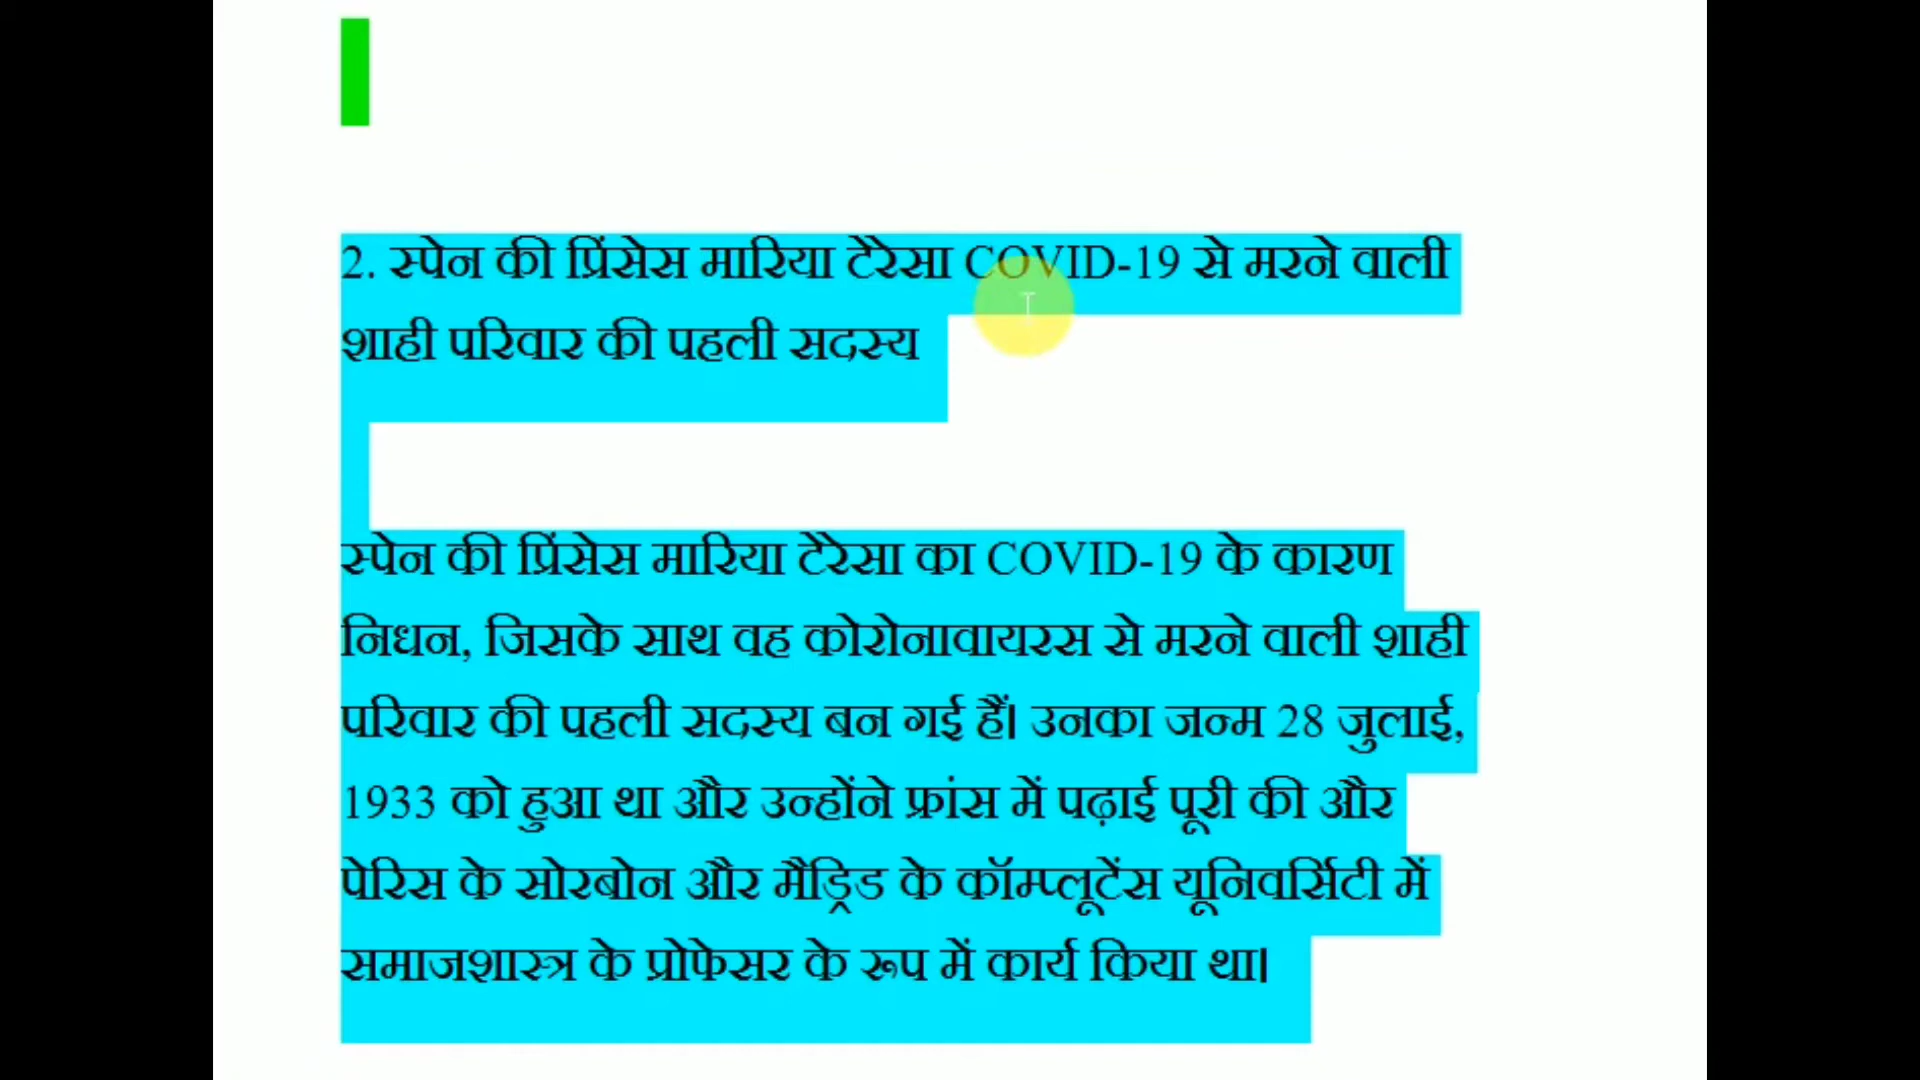 2. स्पेन की प्रिंसेस मारिया टेरेसा COVID-19 से मरने वाली
शाही परिवार की पहली सदस्य
स्पेन की प्रिंसेस मारिया टेरेसा का COVID-19 के कारण
निधन, जिसके साथ वह कोरोनावायरस से मरने वाली शाही
परिवार की पहली सदस्य बन गई हैं। उनका जन्म 28 जुलाई,
1933 को हुआ था और उन्होंने फ्रांस में पढ़ाई पूरी की और
पेरिस के सोरबोन और मैड्रिड के कॉम्प्लूटेंस यूनिवर्सिटी में
समाजशास्त्र के प्रोफेसर के रूप में कार्य किया था।